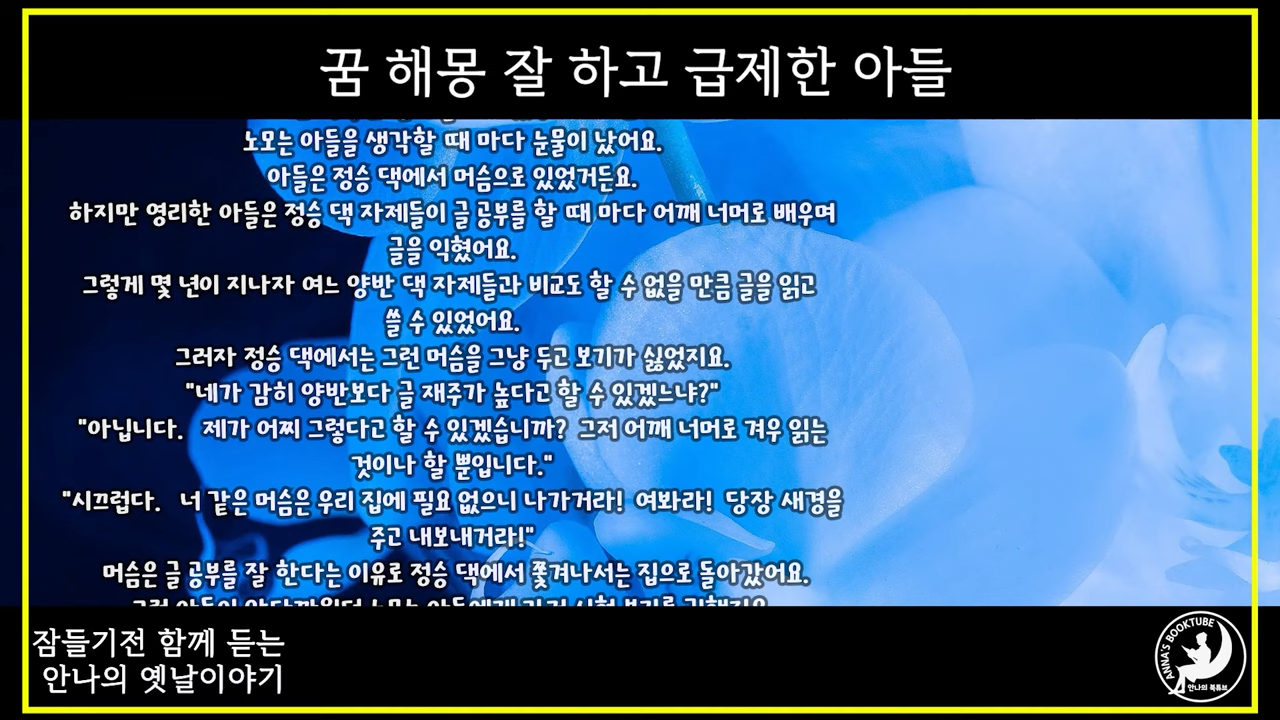 꿈 해몽 잘 하고 급제한 아들
노모는 아들을 생각할 때 마다 눈물이 났어요.
아들은 정승 댁에서 머슴으로 있었거든요.
하지만 영리한 아들은 정승 댁 자제들이 글 공부를 할 때 마다 어깨 너머로 배우며
글을 익혔어요.
그렇게 몇 년이 지나자 여느 양반 댁 자제들과 비교도 할 수 없을 만큼 글을 읽고
쓸 수 있었어요.
그러자 정승 댁에서는 그런 머슴을 그냥 두고 보기가 싫었지요.
"네가 감히 양반보다 글 재주가 높다고 할 수 있겠느냐?"
"아닙니다. 제가 어찌 그렇다고 할 수 있겠습니까? 그저 어깨 너머로 겨우 읽는
것이나 할 뿐입니다."
"시끄럽다. 너 같은 머슴은 우리 집에 필요 없으니 나가거라! 여봐라! 당장 새경을
주고 내보내거라!"
머슴은 글 공부를 잘 한다는 이유로 정승 댁에서 쫓겨나서는 집으로 돌아갔어요.
잠들기전 함께 듣는
안나의 옛날이야기
ANNA'S BOOKTUBE
안나의 북튜브